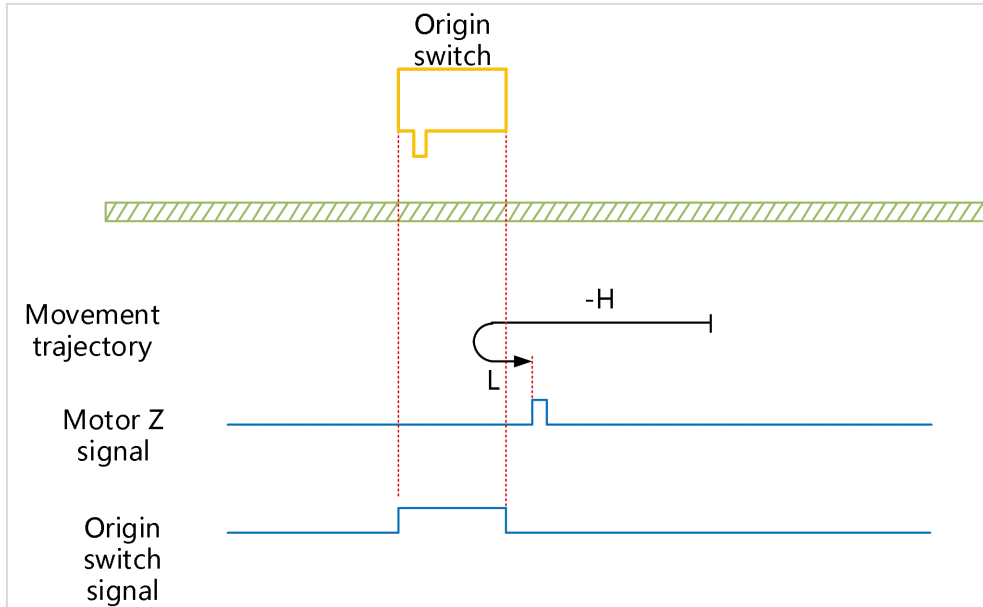 Origin
switch
-H
Movement
trajectory
L
Motor Z
signal
Origin
switch
signal